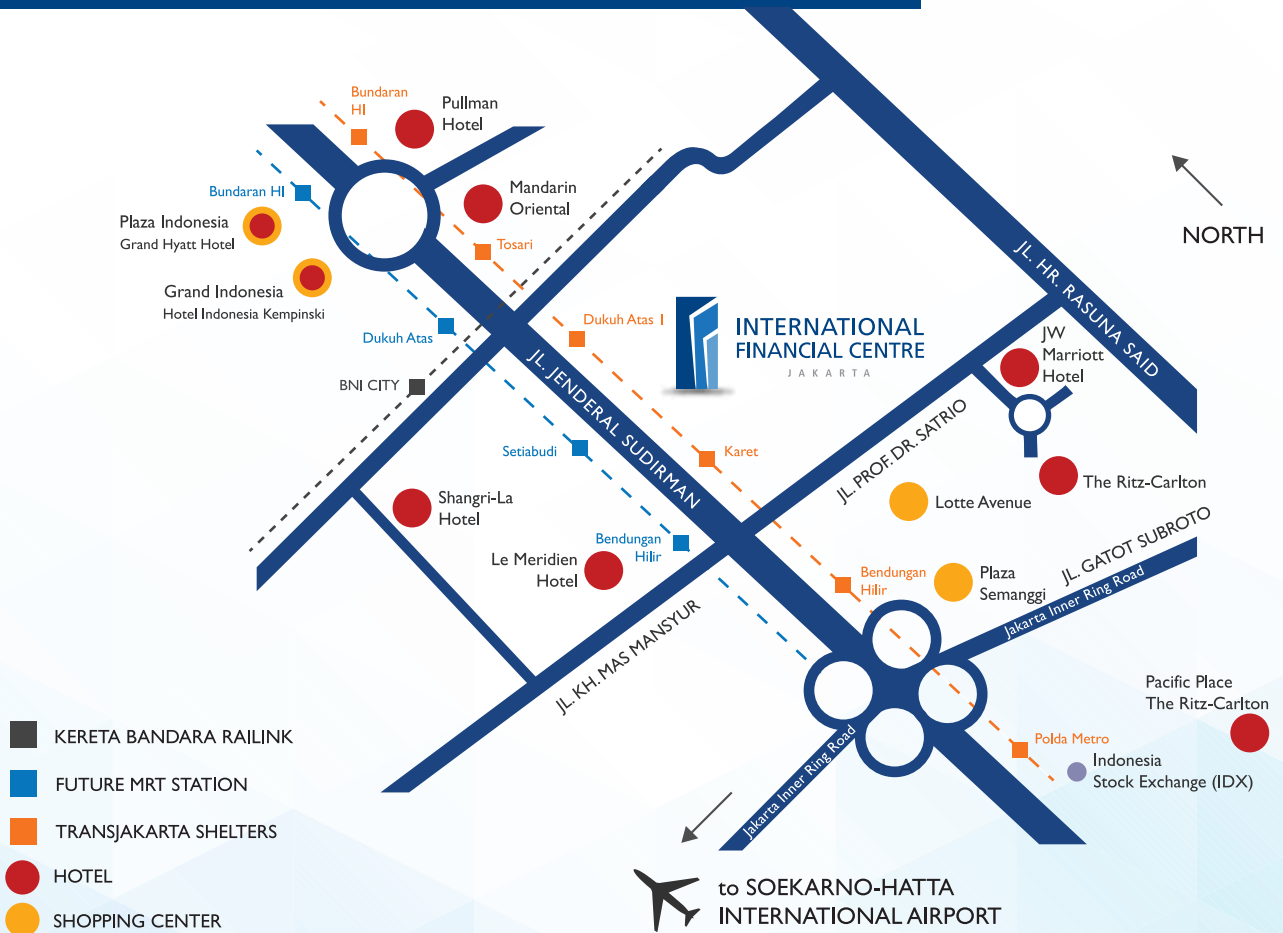 Bundaran
HI
Pullman
Hotel
Bundaran HI
Mandarin
Oriental
Plaza Indonesia
Grand Hyatt Hotel
Tosari
NORTH
JL. HR. RASUNA SAID
Grand Indonesia
Hotel Indonesia Kempinski
Dukuh Atas
Dukuh Atas I
INTERNATIONAL
FINANCIAL CENTRE
JAKARTA
JW
Marriott
Hotel
BNI CITY
JL. JENDERAL SUDIRMAN
JL. PROF. DR. SATRIO
Setiabudi
Karet
The Ritz-Carlton
Shangri-La
Hotel
Lotte Avenue
Le Meridien
Hotel
Bendungan
Hilir
Bendungan
Hilir
Plaza
Semanggi
JL. GATOT SUBROTO
Jakarta Inner Ring Road
JL. KH. MAS MANSYUR
Pacific Place
The Ritz-Carlton
Polda Metro
Indonesia
Stock Exchange (IDX)
Jakarta Inner Ring Road
KERETA BANDARA RAILINK
FUTURE MRT STATION
TRANSJAKARTA SHELTERS
HOTEL
SHOPPING CENTER
to SOEKARNO-HATTA
INTERNATIONAL AIRPORT